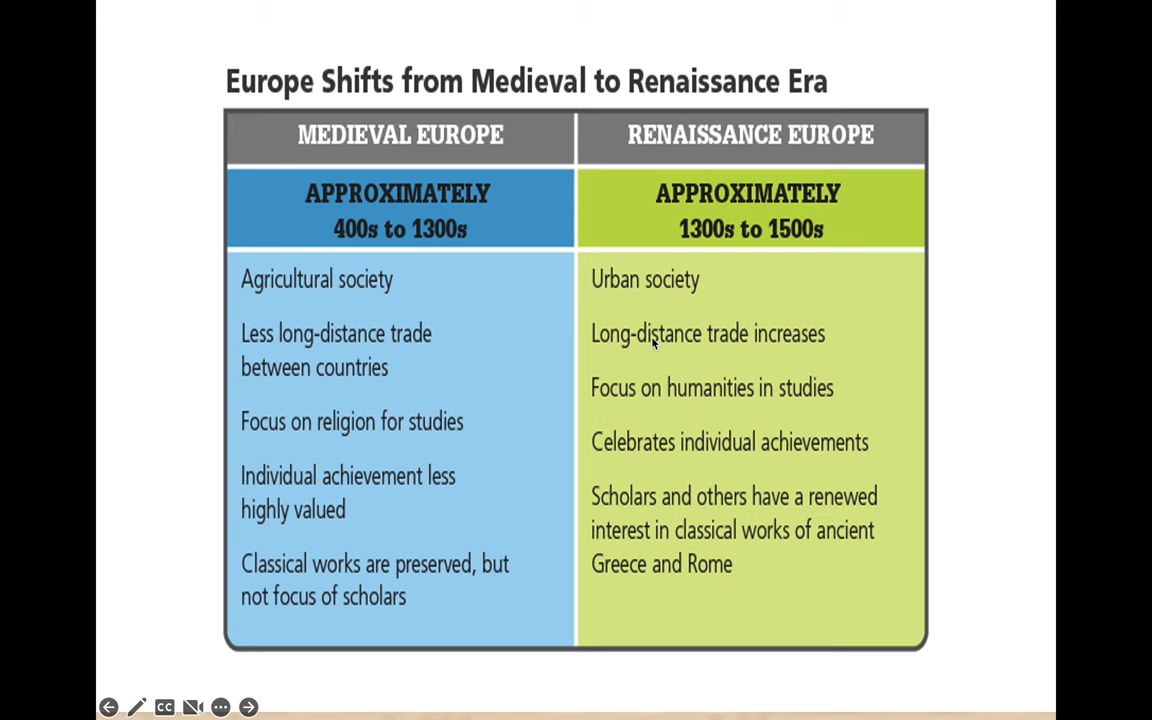 Europe Shifts from Medieval to Renaissance Era
MEDIEVAL EUROPE
RENAISSANCE EUROPE
APPROXIMATELY
400s to 1300s
APPROXIMATELY
1300s to 1500s
Agricultural society
Less long-distance trade
between countries
Focus on religion for studies
Individual achievement less
highly valued
Classical works are preserved, but
not focus of scholars
Urban society
Long-distance trade increases
Focus on humanities in studies
Celebrates individual achievements
Scholars and others have a renewed
interest in classical works of ancient
Greece and Rome
CC